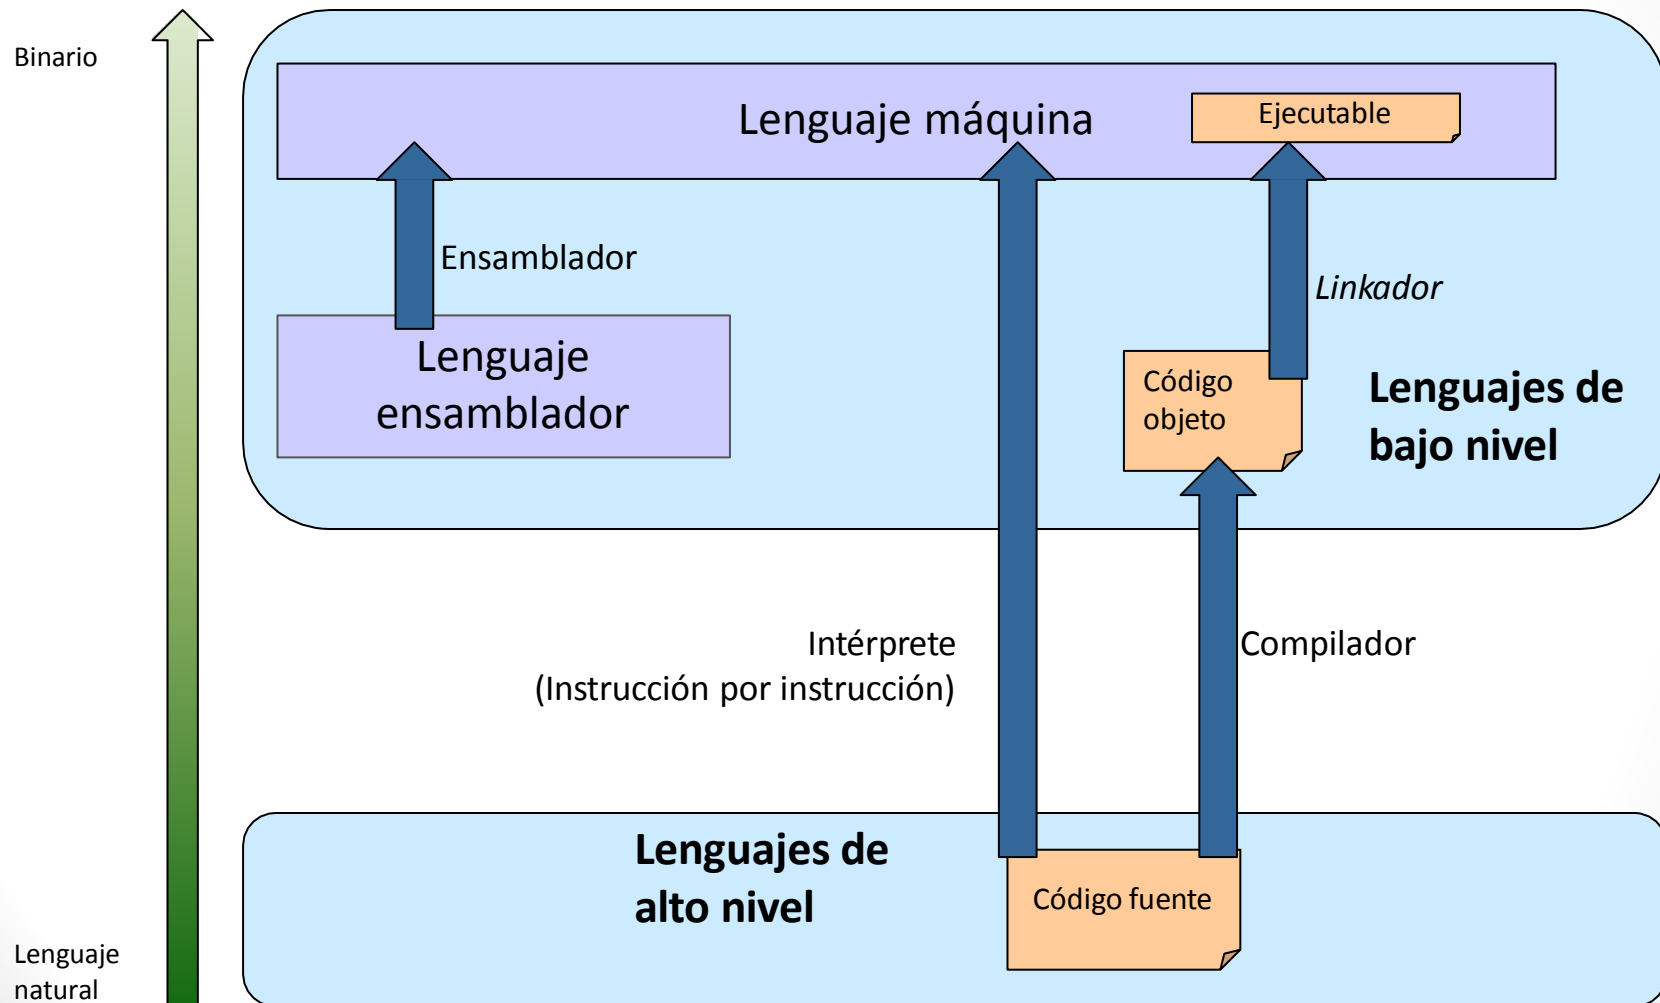 Binario
Lenguaje máquina
Ejecutable
Ensamblador
Linkador
Lenguaje
ensamblador
Código
objeto
Lenguajes de
bajo nivel
Intérprete
(Instrucción por instrucción)
Compilador
Lenguajes de
alto nivel
Código fuente
Lenguaje
natural